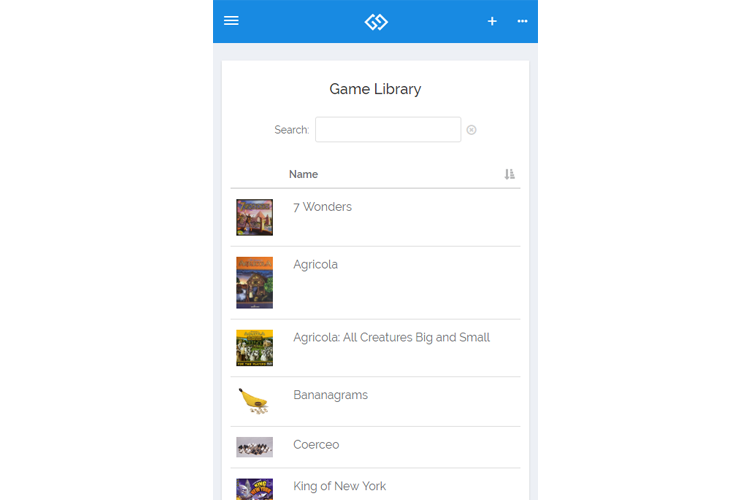 Game Library
Search:
Name
7 Wonders
Agricola
Agricola: All Creatures Big and Small
Bananagrams
Coerceo
King of New York